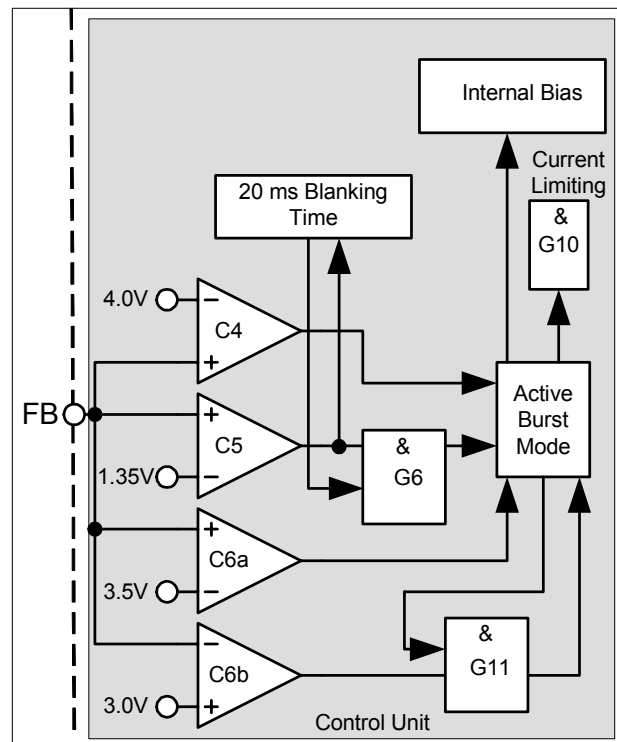 Internal Bias
Current
Limiting
20 ms Blanking
Time
&
G10
4.0V
−
C4
+
FB
+
C5
−
1.35V
&
G6
Active
Burst
Mode
+
C6a
−
3.5V
−
C6b
+
3.0V
&
G11
Control Unit